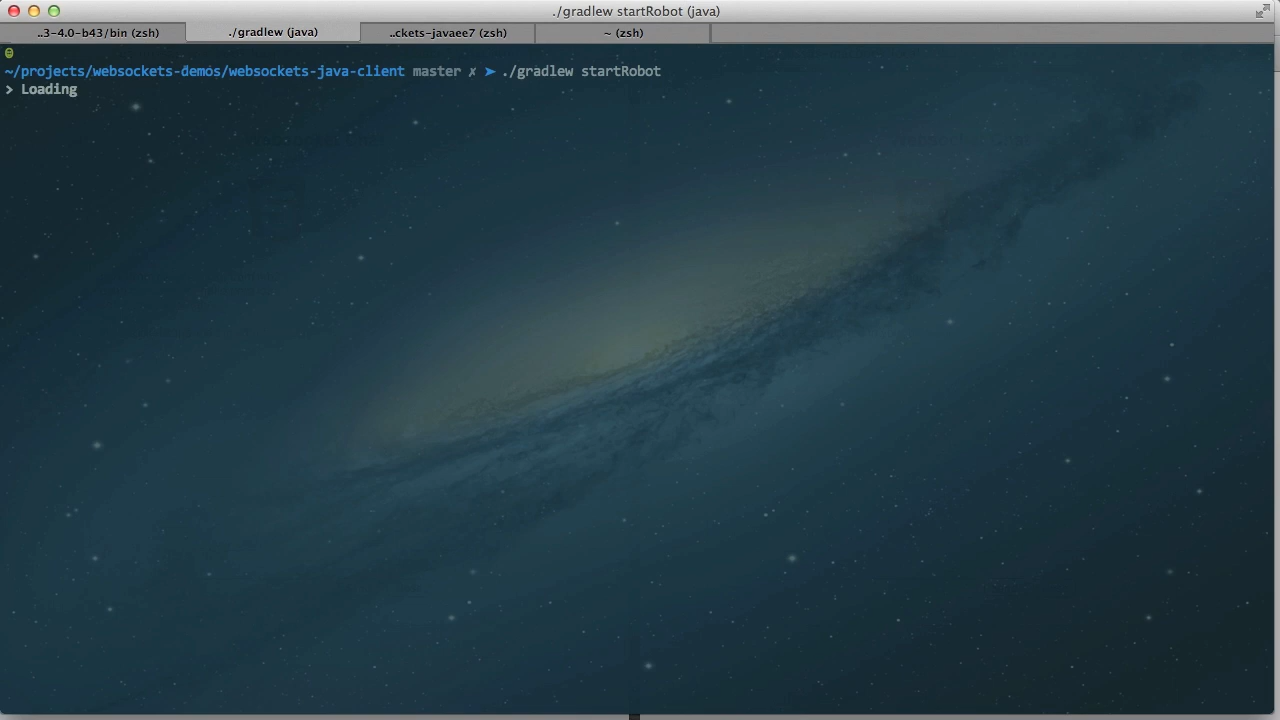 ./gradlew startRobot (java)
..3-4.0-b43/bin (zsh)
./gradlew (java)
..ckets-javaee7 (zsh)
~ (zsh)
~/projects/websockets-demos/websockets-java-client master ✗ ➤ ./gradlew startRobot
> Loading